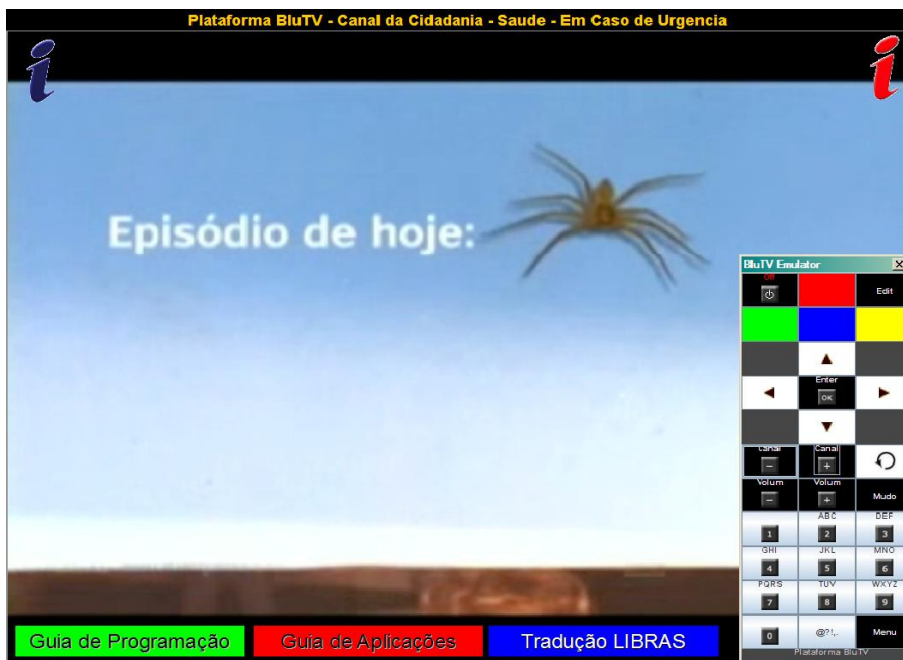 Plataforma BluTV - Canal da Cidadania - Saude - Em Caso de Urgencia
i
i
Episódio de hoje:
BluTV Emulator X
Off
Edit
Enter
OK
Canal Canal
- +
Volum Volum
- + Mudo
ABC DEF
1 2 3
GHI JKL MNO
4 5 6
PQRS TUV WXYZ
7 8 9
0 @?!,. Menu
Plataforma BluTV
Guia de Programação Guia de Aplicações Tradução LIBRAS